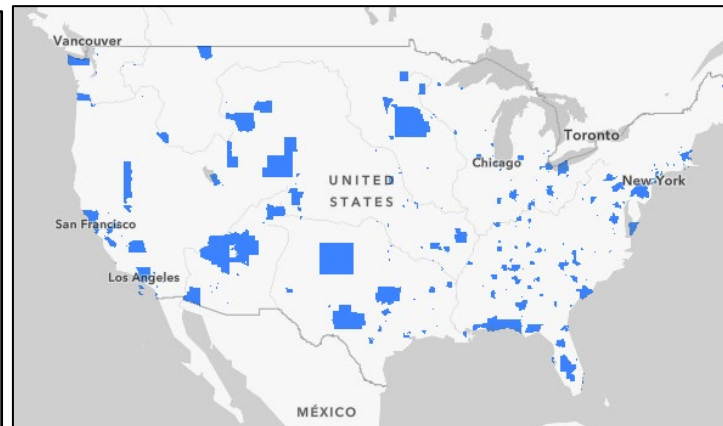 Vancouver
Toronto
Chicago
New York
UNITED
STATES
San Francisco
Los Angeles
MÉXICO